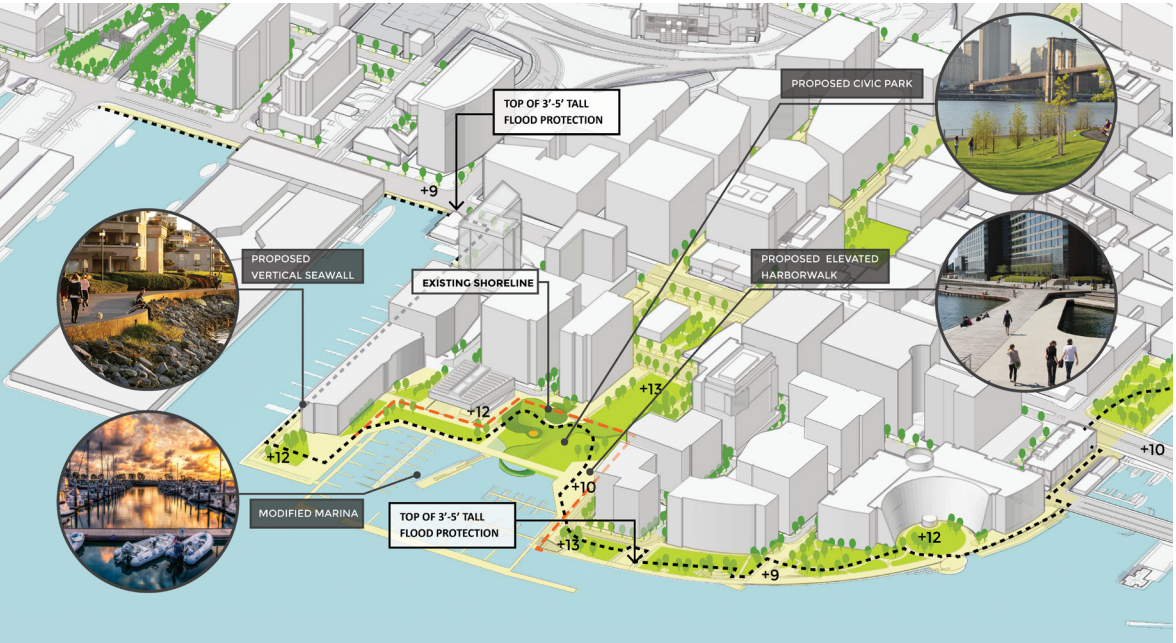 PROPOSED CIVIC PARK
TOP OF 3'-5' TALL
FLOOD PROTECTION
+9
PROPOSED
VERTICAL SEAWALL
PROPOSED ELEVATED
HARBORWALK
EXISTING SHORELINE
+13
+12
+12
+10
+10
MODIFIED MARINA
TOP OF 3'-5' TALL
FLOOD PROTECTION
+13
+12
+9